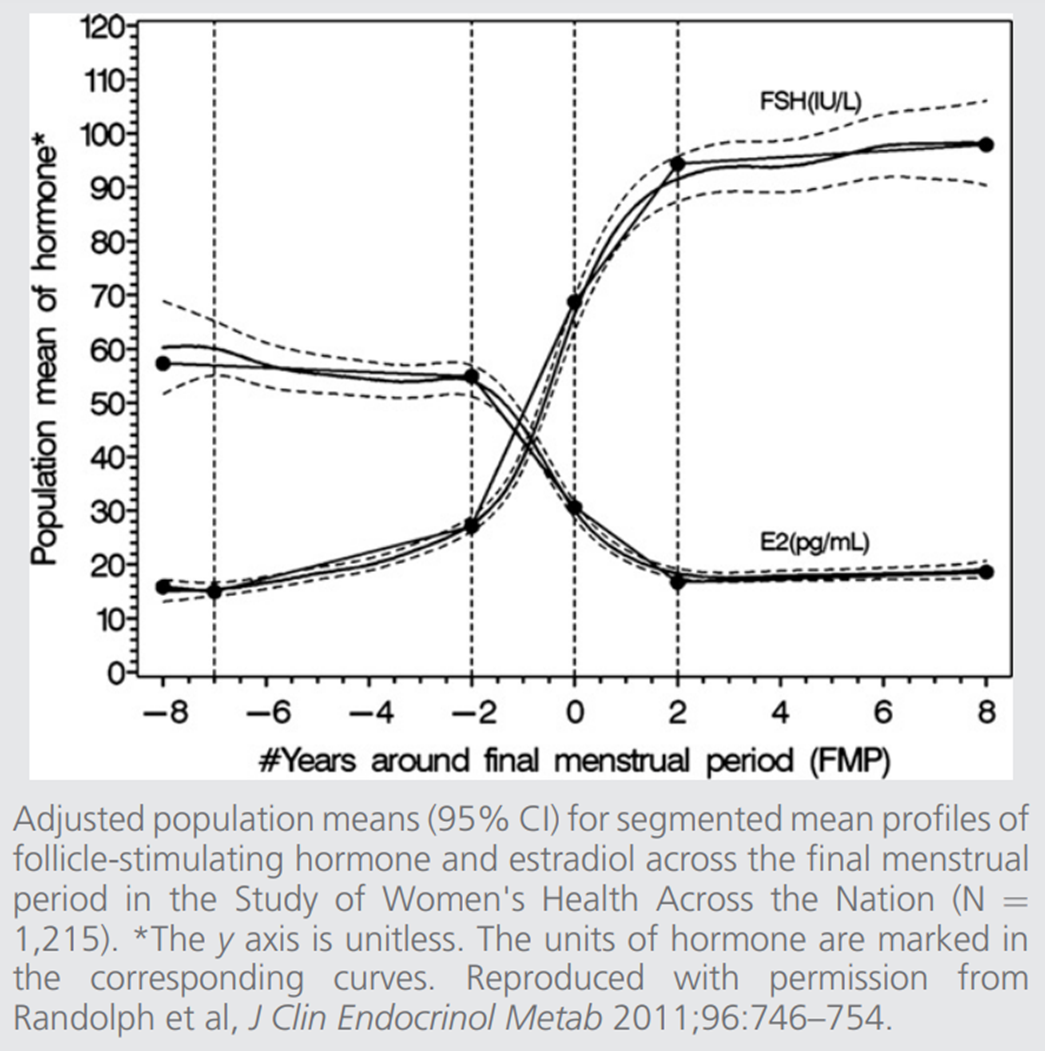 120
110
100
90
80
70
60
50
40
30
20
10
0
Population mean of hormone*
FSH(IU/L)
E2(pg/mL)
−8 −6 −4 −2 0 2 4 6 8
#Years around final menstrual period (FMP)
Adjusted population means (95% CI) for segmented mean profiles of
follicle-stimulating hormone and estradiol across the final menstrual
period in the Study of Women's Health Across the Nation (N =
1,215). *The y axis is unitless. The units of hormone are marked in
the corresponding curves. Reproduced with permission from
Randolph et al, J Clin Endocrinol Metab 2011;96:746–754.